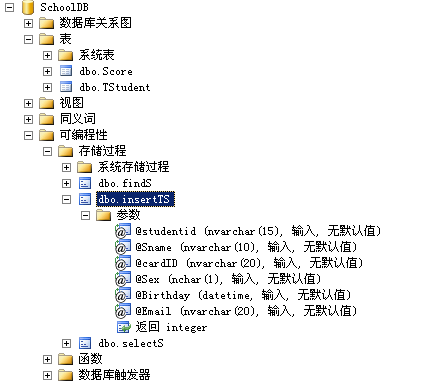 SchoolDB
数据库关系图
表
系统表
dbo.Score
dbo.TStudent
视图
同义词
可编程性
存储过程
系统存储过程
dbo.findS
dbo.insertTS
参数
@studentid (nvarchar(15), 输入, 无默认值)
@Sname (nvarchar(10), 输入, 无默认值)
@cardID (nvarchar(20), 输入, 无默认值)
@Sex (nchar(1), 输入, 无默认值)
@Birthday (datetime, 输入, 无默认值)
@Email (nvarchar(20), 输入, 无默认值)
返回 integer
dbo.selectS
函数
数据库触发器